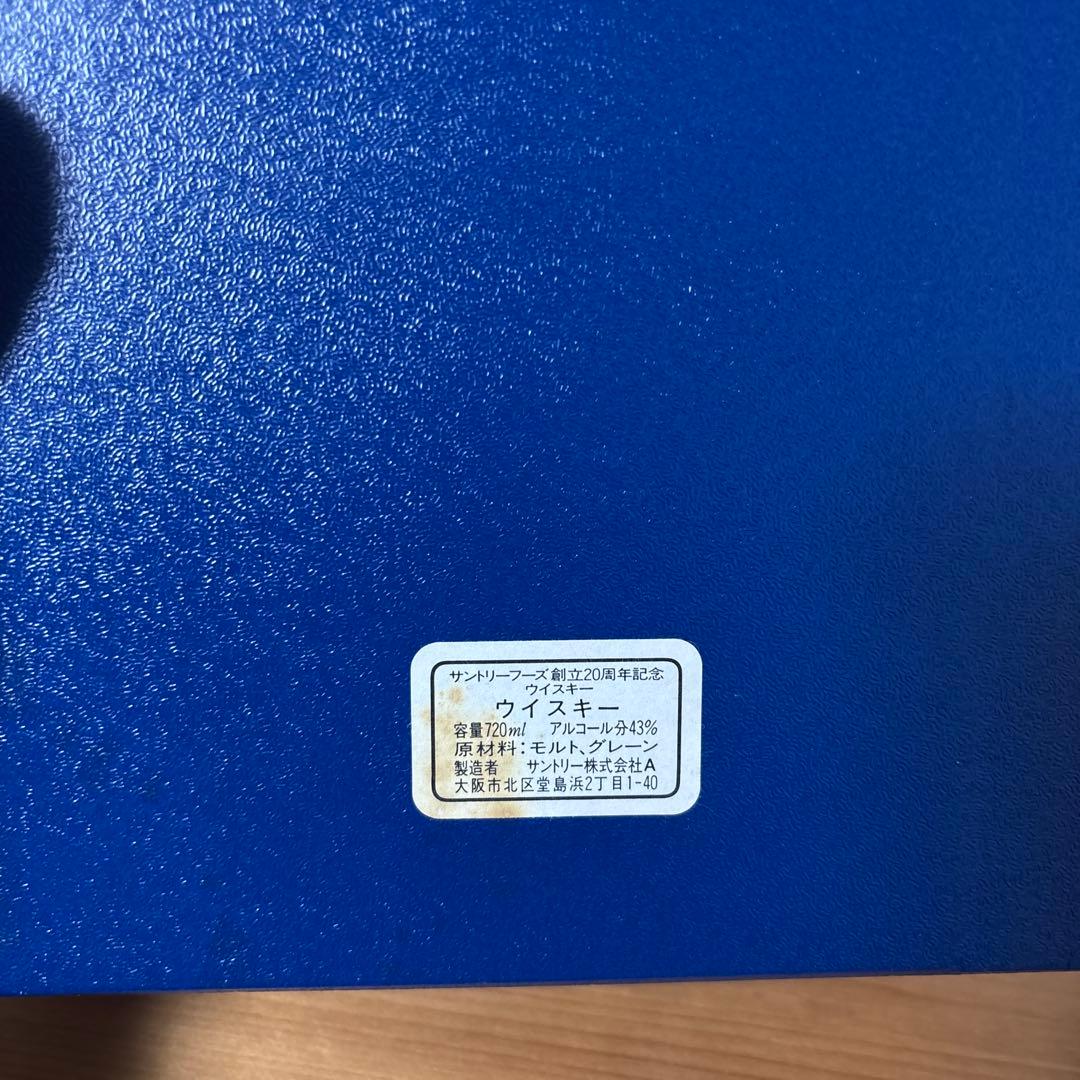 サントリーフーズ創立20周年記念
ウイスキー
ウイスキー
容量720ml アルコール分43%
原材料：モルト、グレーン
製造者 サントリー株式会社A
大阪市北区堂島浜2丁目1-40